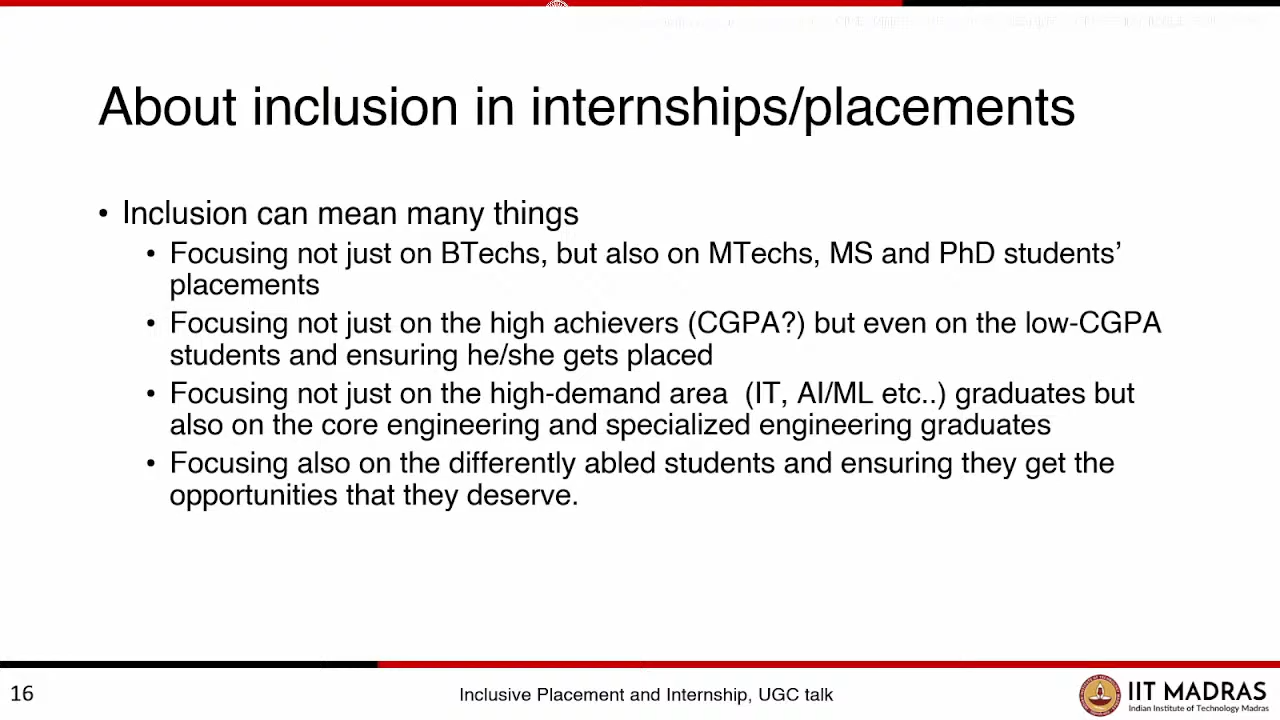 About inclusion in internships/placements
• Inclusion can mean many things
• Focusing not just on BTechs, but also on MTechs, MS and PhD students’
placements
• Focusing not just on the high achievers (CGPA?) but even on the low-CGPA
students and ensuring he/she gets placed
• Focusing not just on the high-demand area  (IT, AI/ML etc..) graduates but
also on the core engineering and specialized engineering graduates
• Focusing also on the differently abled students and ensuring they get the
opportunities that they deserve.
16
Inclusive Placement and Internship, UGC talk
IIT MADRAS
Indian Institute of Technology Madras